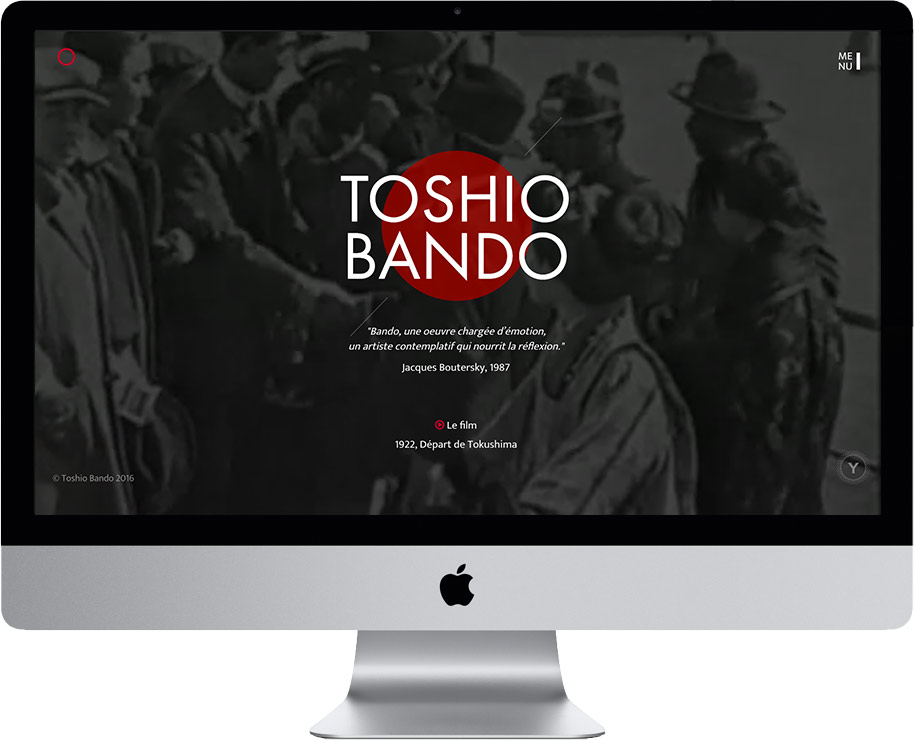 ME
NU
TOSHIO
BANDO
"Bando, une oeuvre chargée d'émotion,
un artiste contemplatif qui nourrit la réflexion."
Jacques Boutersky, 1987
Le film
1922, Départ de Tokushima
© Toshio Bando 2016
Y